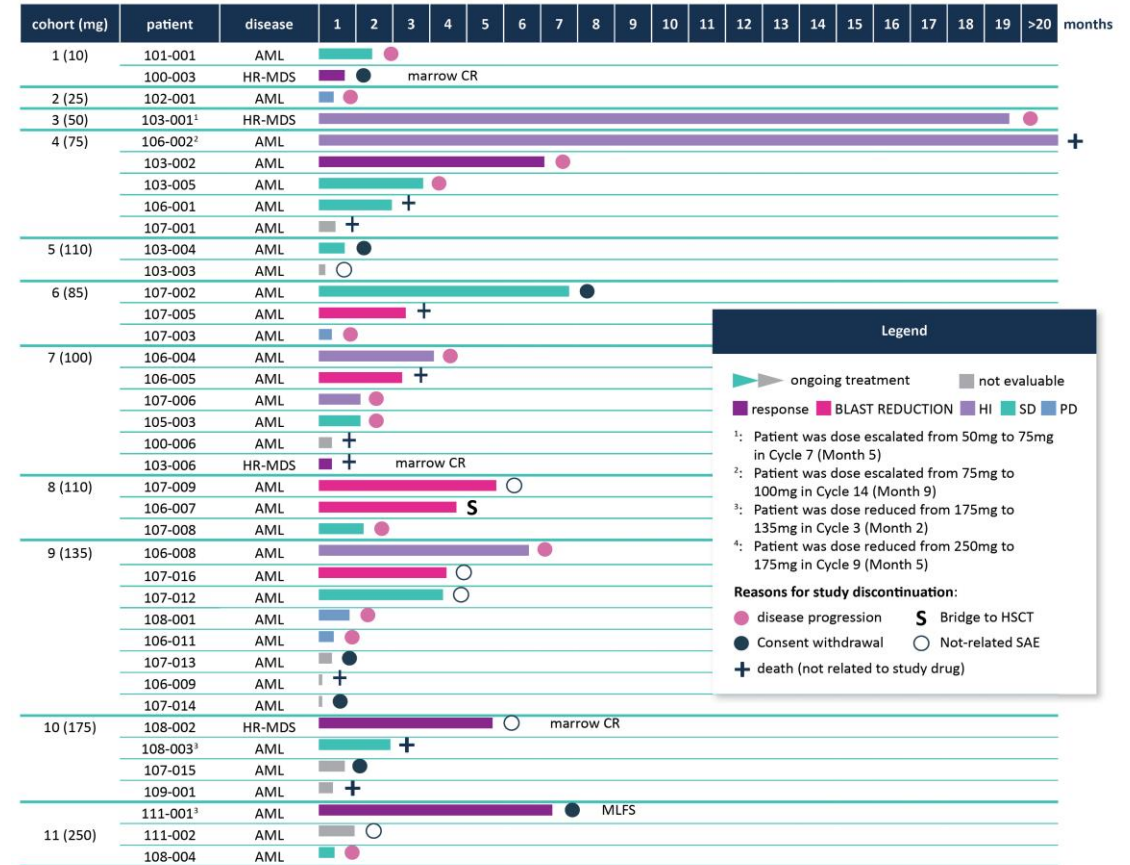 cohort (mg) patient disease 1 2 3 4 5 6 7 8 9 10 11 12 13 14 15 16 17 18 19 >20 months
1 (10) 101-001 AML
100-003 HR-MDS marrow CR
2 (25) 102-001 AML
3 (50) 103-001¹ HR-MDS
4 (75) 106-002² AML
103-002 AML
103-005 AML
106-001 AML
107-001 AML
5 (110) 103-004 AML
103-003 AML
6 (85) 107-002 AML
107-005 AML
107-003 AML
7 (100) 106-004 AML
106-005 AML
107-006 AML
105-003 AML
100-006 AML
103-006 HR-MDS marrow CR
8 (110) 107-009 AML
106-007 AML S
107-008 AML
9 (135) 106-008 AML
107-016 AML
107-012 AML
108-001 AML
106-011 AML
107-013 AML
106-009 AML
107-014 AML
10 (175) 108-002 HR-MDS marrow CR
108-003³ AML
107-015 AML
109-001 AML
111-001³ AML MLFS
11 (250) 111-002 AML
108-004 AML
Legend
ongoing treatment not evaluable
response BLAST REDUCTION HI SD PD
¹: Patient was dose escalated from 50mg to 75mg
in Cycle 7 (Month 5)
²: Patient was dose escalated from 75mg to
100mg in Cycle 14 (Month 9)
³: Patient was dose reduced from 175mg to
135mg in Cycle 3 (Month 2)
⁴: Patient was dose reduced from 250mg to
175mg in Cycle 9 (Month 5)
Reasons for study discontinuation:
disease progression S Bridge to HSCT
Consent withdrawal Not-related SAE
death (not related to study drug)